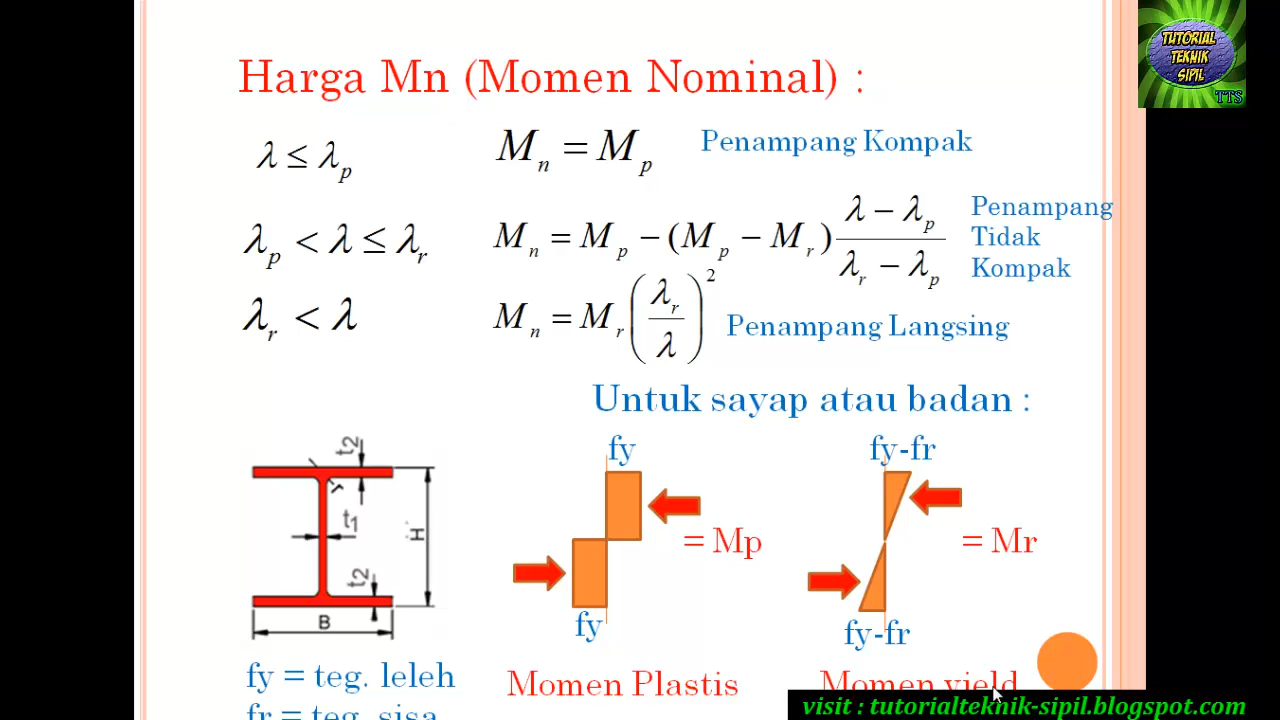 TUTORIAL
TEKNIK
SIPIL
TTS
Harga Mn (Momen Nominal) :
λ ≤ λp
Mn = Mp
Penampang Kompak
λp < λ ≤ λr
Mn = Mp − (Mp − Mr) (λ − λp) / (λr − λp)
Penampang
Tidak
Kompak
λr < λ
Mn = Mr (λr / λ)²
Penampang Langsing
Untuk sayap atau badan :
t2
r
t1
H
t2
B
fy
= Mp
fy
fy-fr
= Mr
fy-fr
fy = teg. leleh
fr = teg. sisa
Momen Plastis
Momen yield
visit : tutorialteknik-sipil.blogspot.com